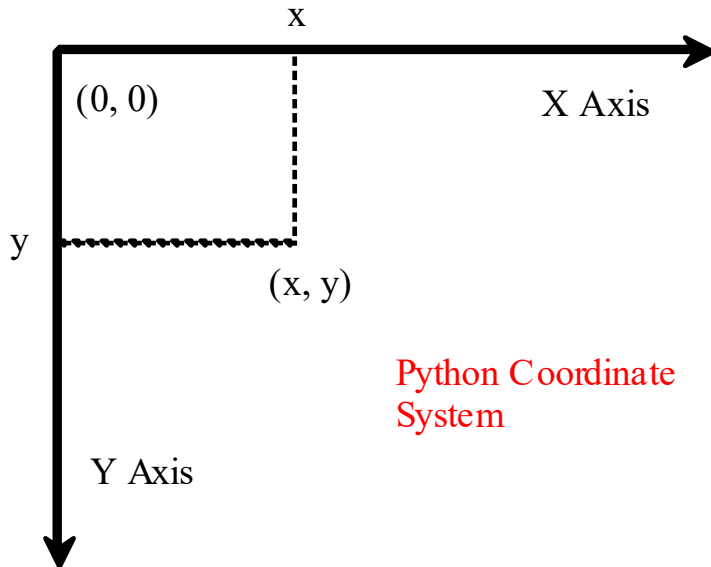 x
(0, 0)
X Axis
y
(x, y)
Python Coordinate
System
Y Axis